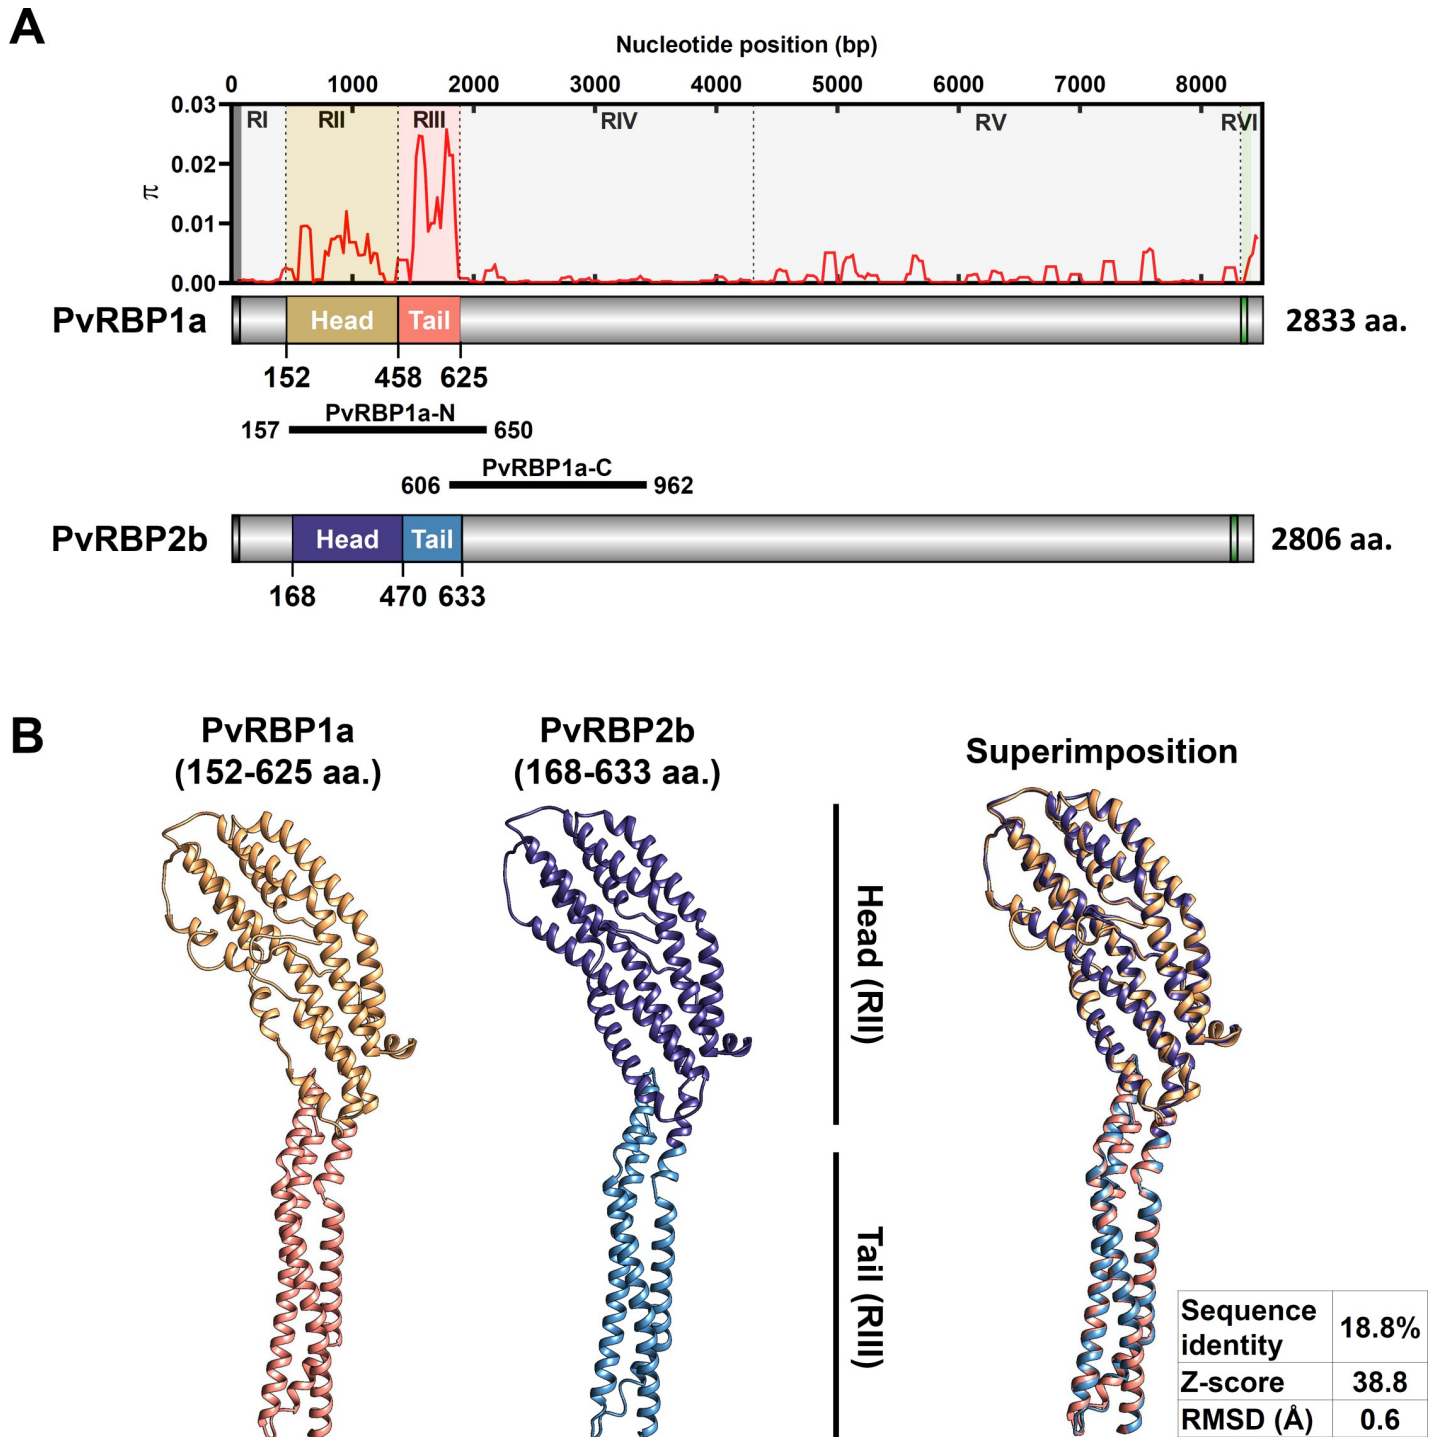 A
Nucleotide position (bp)
0 1000 2000 3000 4000 5000 6000 7000 8000
0.03
0.02
0.01
0.00
π
RI RII RIII RIV RV RVI
PvRBP1a Head Tail 2833 aa.
152 458 625
PvRBP1a-N
157 650
PvRBP1a-C
606 962
PvRBP2b Head Tail 2806 aa.
168 470 633
B
PvRBP1a
(152-625 aa.)
PvRBP2b
(168-633 aa.)
Superimposition
Head (RII)
Tail (RIII)
Sequence identity 18.8%
Z-score 38.8
RMSD (Å) 0.6